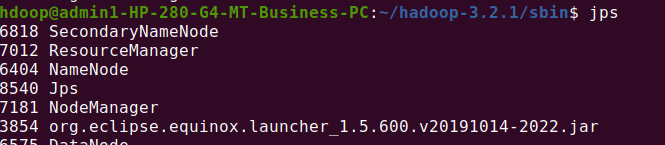 hdoop@admin1-HP-280-G4-MT-Business-PC:~/hadoop-3.2.1/sbin$ jps
6818 SecondaryNameNode
7012 ResourceManager
6404 NameNode
8540 Jps
7181 NodeManager
3854 org.eclipse.equinox.launcher_1.5.600.v20191014-2022.jar
6575 DataNode